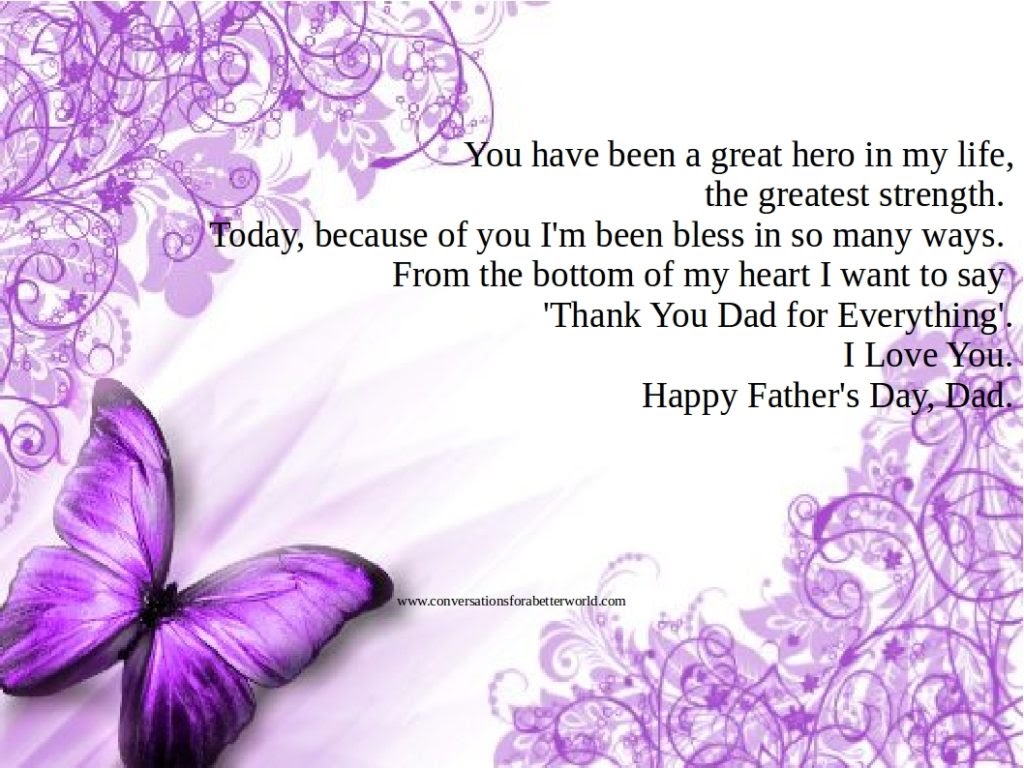 You have been a great hero in my life,
the greatest strength.
Today, because of you I'm been bless in so many ways.
From the bottom of my heart I want to say
'Thank You Dad for Everything'.
I Love You.
Happy Father's Day, Dad.
www.conversationsforabetterworld.com